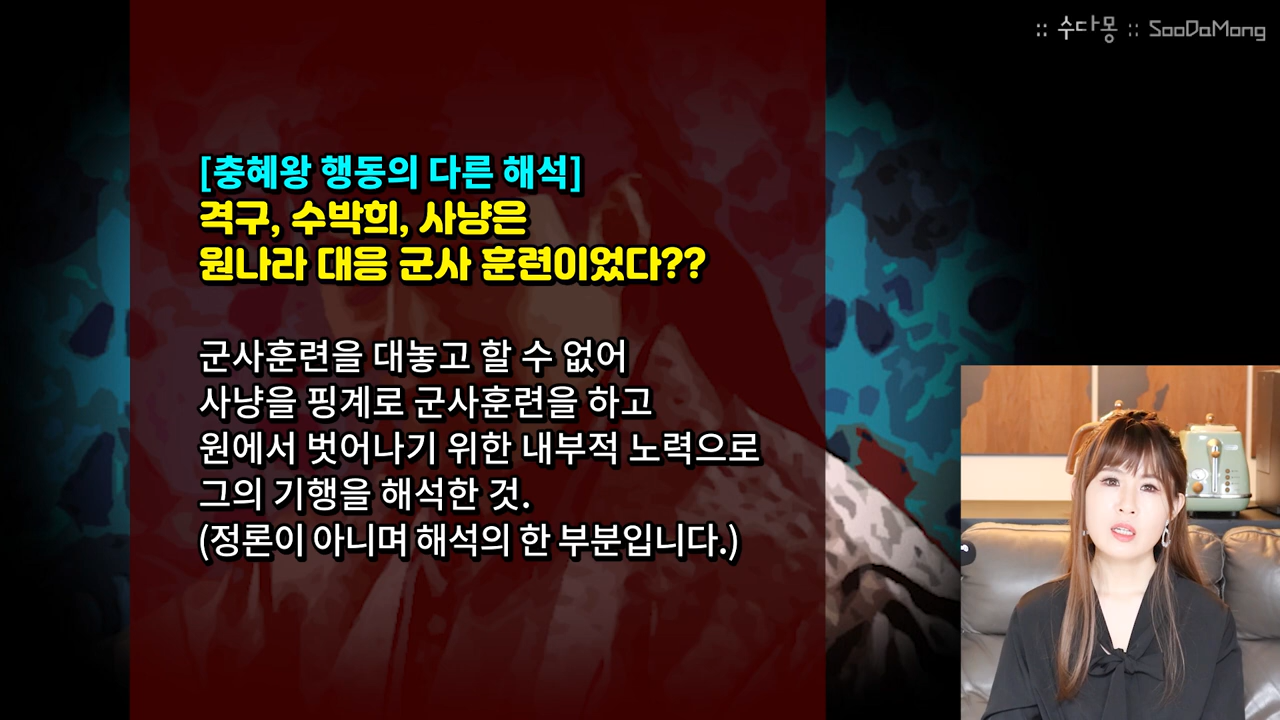 :: 수다몽 :: SooDaMong
[충혜왕 행동의 다른 해석]
격구, 수박희, 사냥은
원나라 대응 군사 훈련이었다??
군사훈련을 대놓고 할 수 없어
사냥을 핑계로 군사훈련을 하고
원에서 벗어나기 위한 내부적 노력으로
그의 기행을 해석한 것.
(정론이 아니며 해석의 한 부분입니다.)